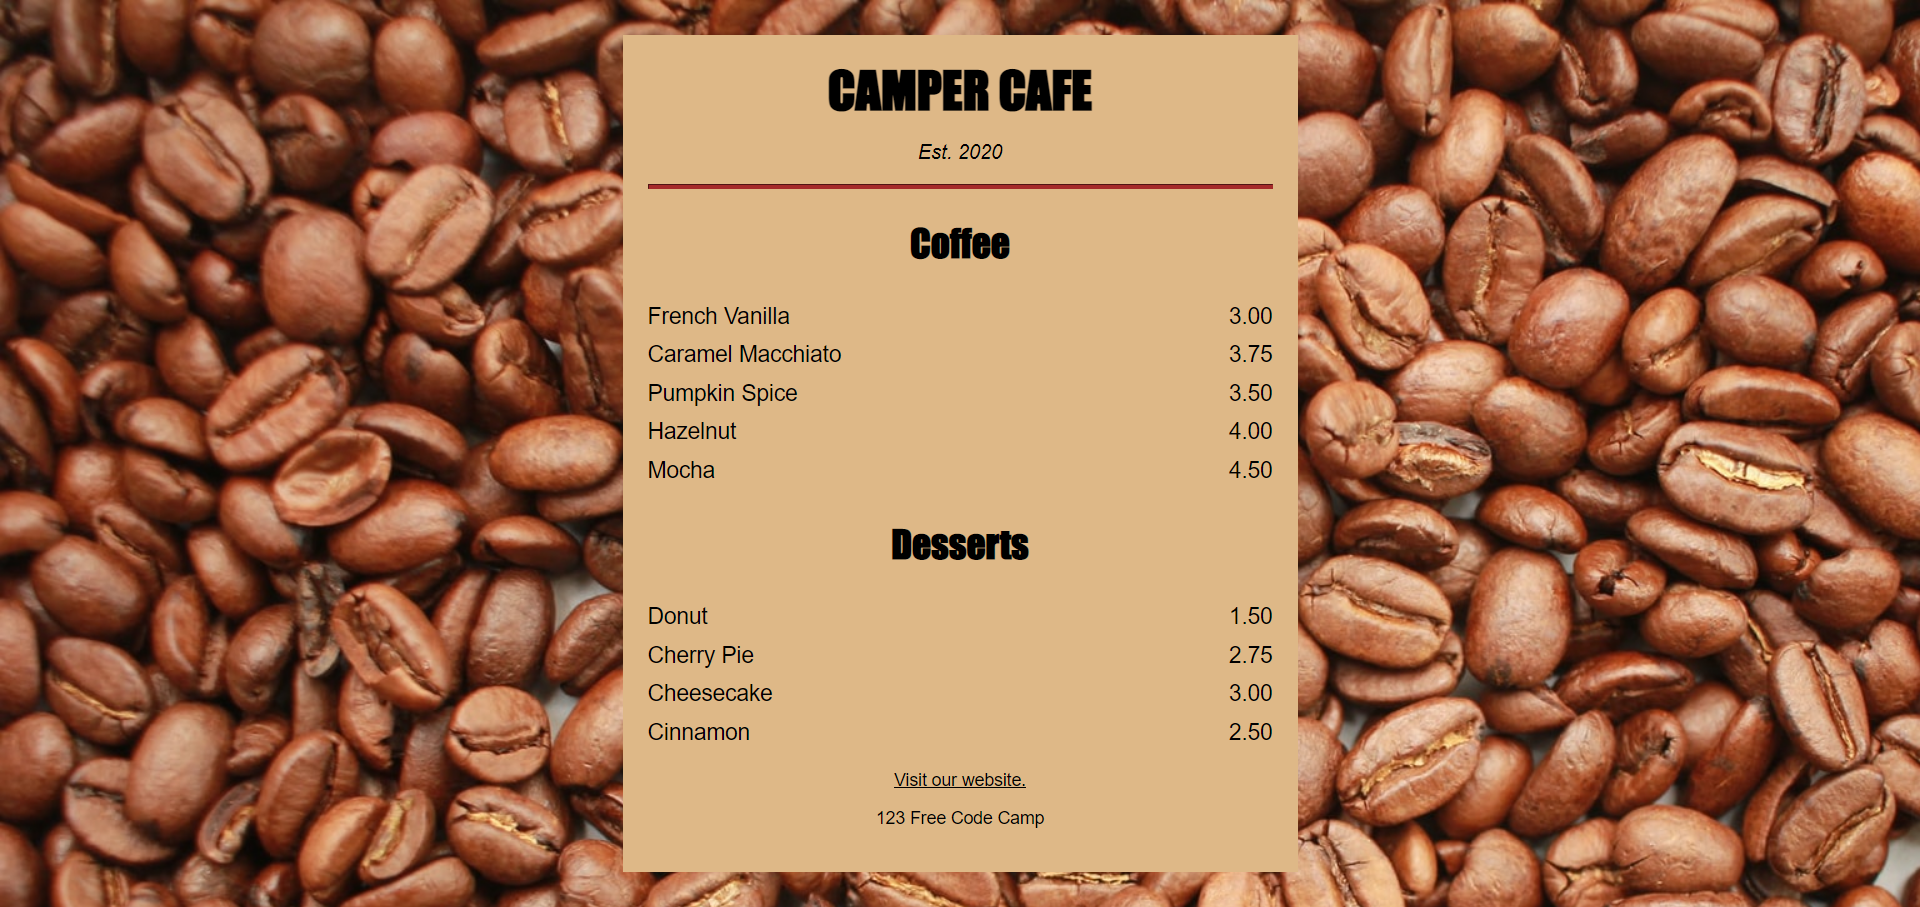 CAMPER CAFE
Est. 2020
Coffee
French Vanilla 3.00
Caramel Macchiato 3.75
Pumpkin Spice 3.50
Hazelnut 4.00
Mocha 4.50
Desserts
Donut 1.50
Cherry Pie 2.75
Cheesecake 3.00
Cinnamon 2.50
Visit our website.
123 Free Code Camp